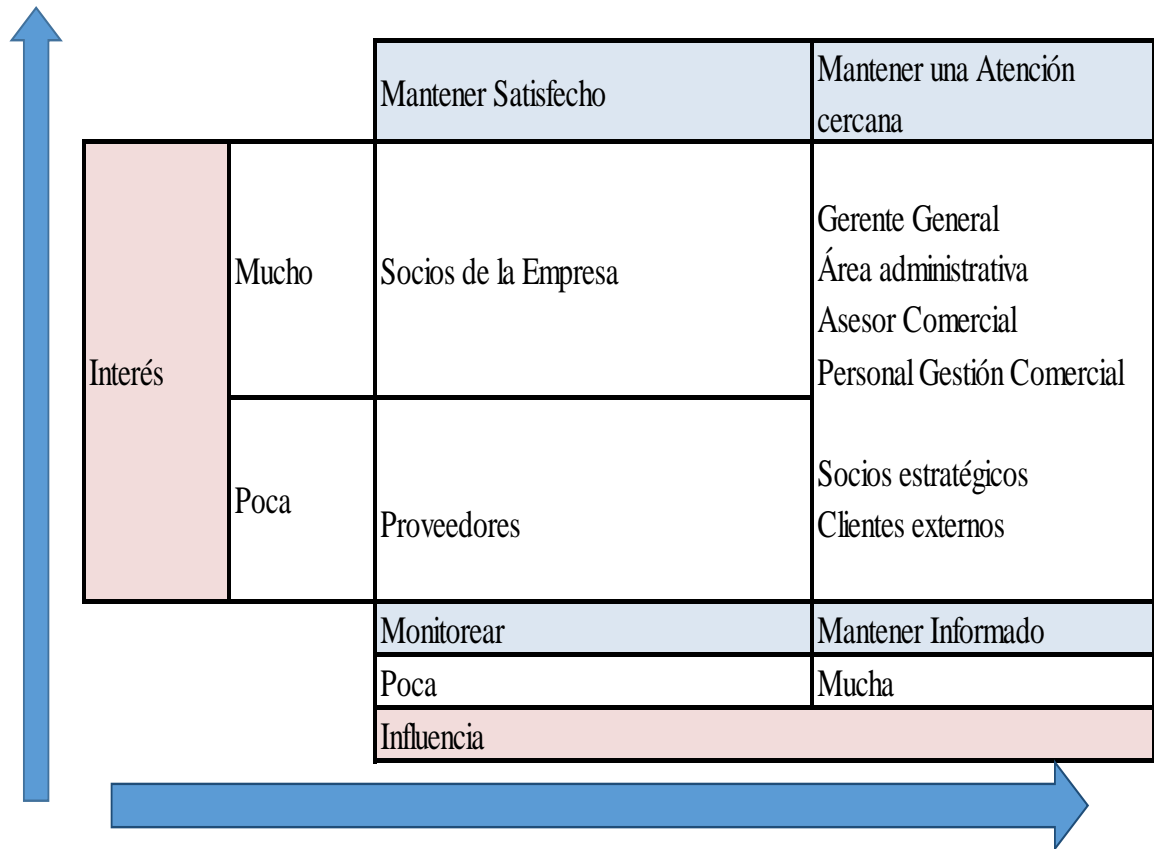 Mantener Satisfecho
Mantener una Atención
cercana
Interés
Mucho
Socios de la Empresa
Gerente General
Área administrativa
Asesor Comercial
Personal Gestión Comercial
Poca
Proveedores
Socios estratégicos
Clientes externos
Monitorear
Mantener Informado
Poca
Mucha
Influencia